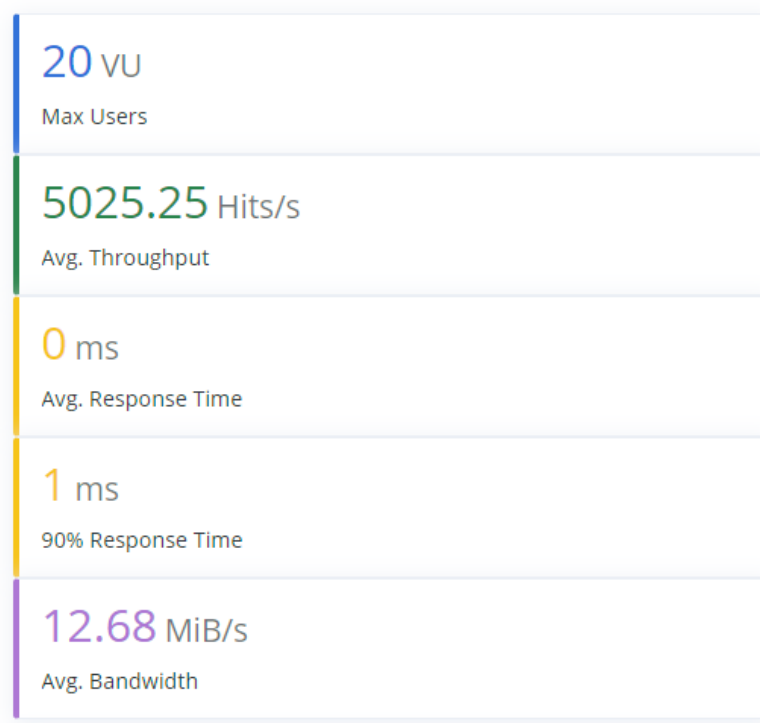 20 VU
Max Users
5025.25 Hits/s
Avg. Throughput
0 ms
Avg. Response Time
1 ms
90% Response Time
12.68 MiB/s
Avg. Bandwidth